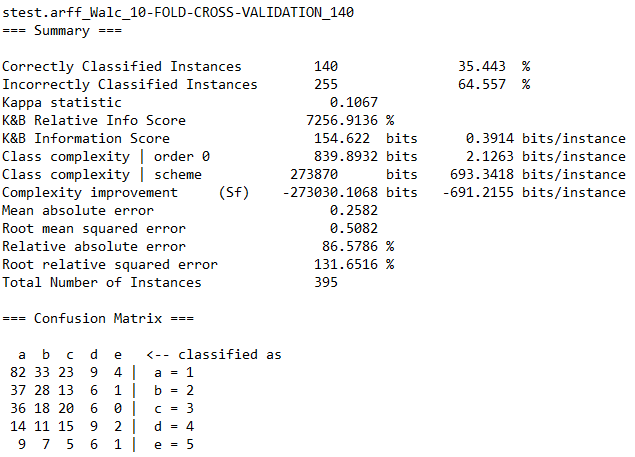 stest.arff_Walc_10-FOLD-CROSS-VALIDATION_140
=== Summary ===

Correctly Classified Instances         140               35.443  %
Incorrectly Classified Instances       255               64.557  %
Kappa statistic                          0.1067
K&B Relative Info Score               7256.9136 %
K&B Information Score                  154.622  bits      0.3914 bits/instance
Class complexity | order 0             839.8932 bits      2.1263 bits/instance
Class complexity | scheme           273870      bits    693.3418 bits/instance
Complexity improvement     (Sf)    -273030.1068 bits   -691.2155 bits/instance
Mean absolute error                      0.2582
Root mean squared error                  0.5082
Relative absolute error                 86.5786 %
Root relative squared error            131.6516 %
Total Number of Instances              395

=== Confusion Matrix ===

  a  b  c  d  e   <-- classified as
 82 33 23  9  4 |  a = 1
 37 28 13  6  1 |  b = 2
 36 18 20  6  0 |  c = 3
 14 11 15  9  2 |  d = 4
  9  7  5  6  1 |  e = 5